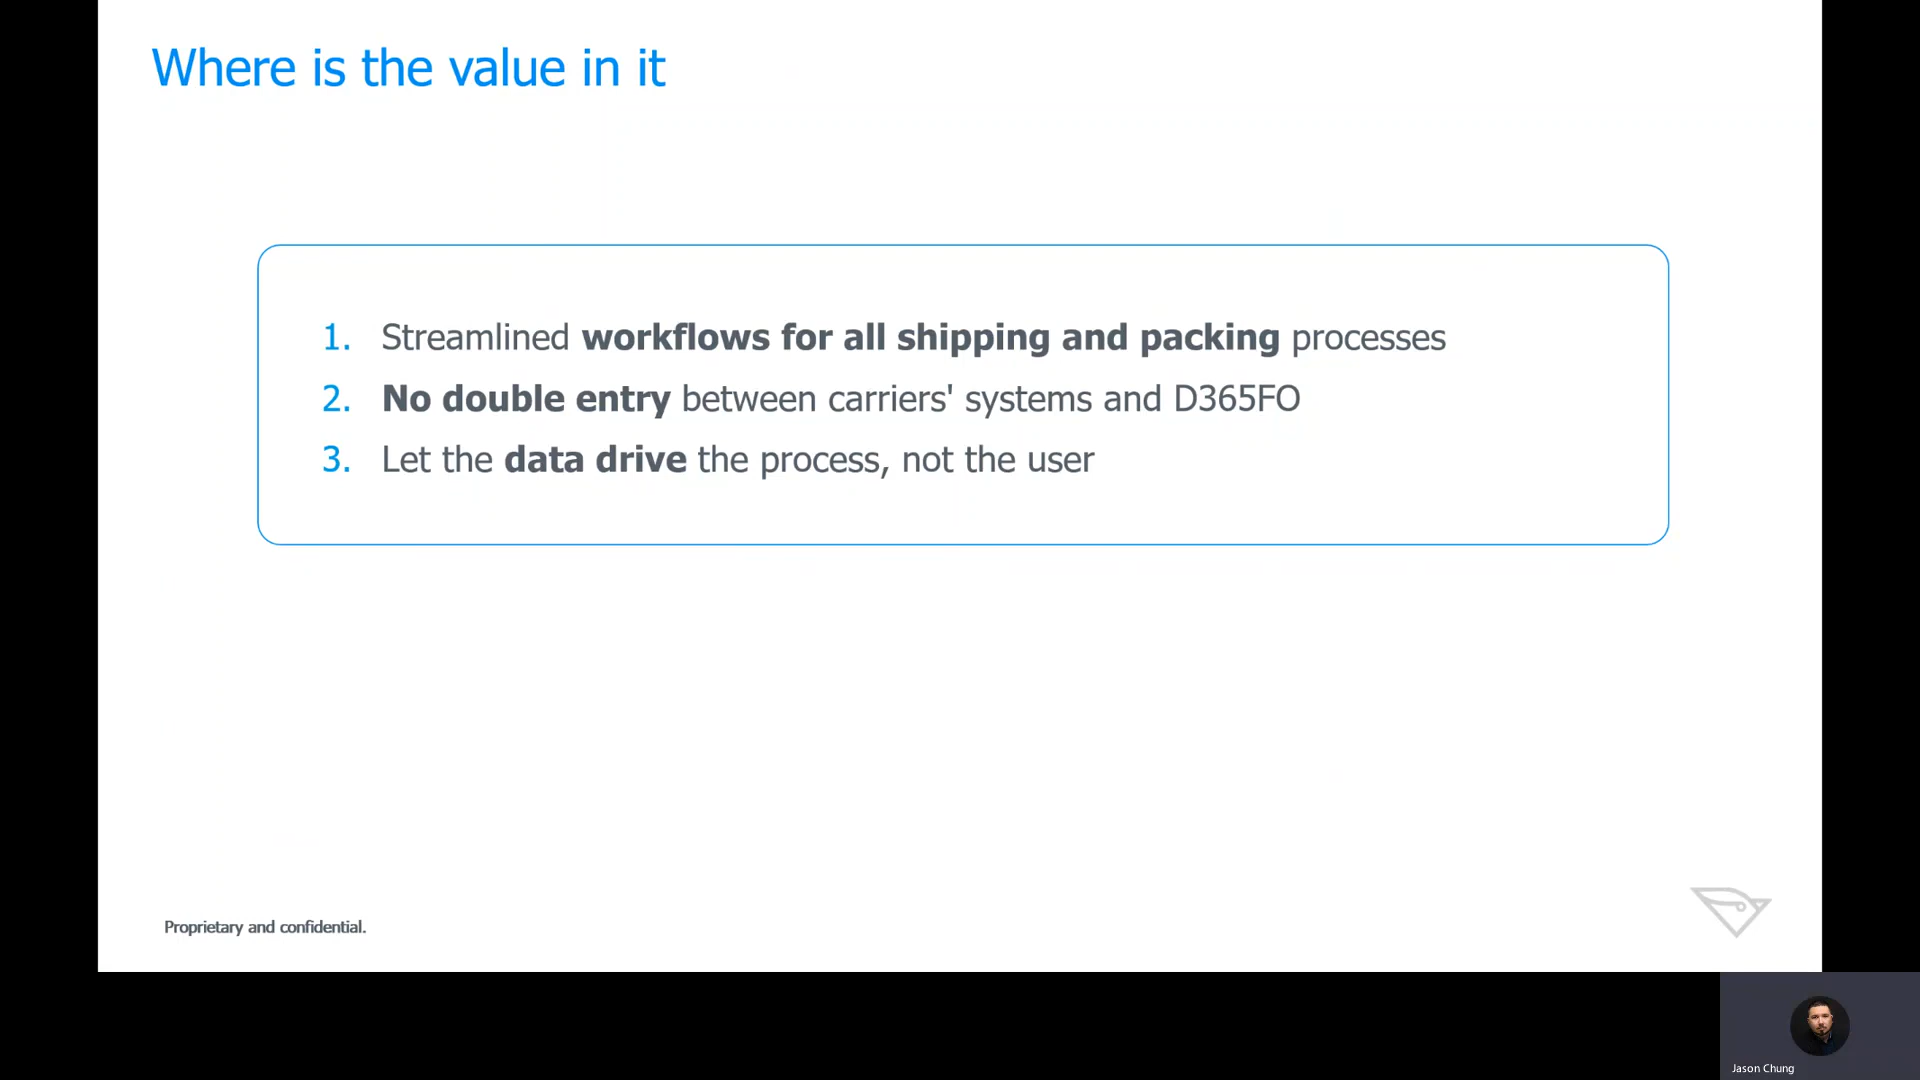 Where is the value in it
1. Streamlined workflows for all shipping and packing processes
2. No double entry between carriers' systems and D365FO
3. Let the data drive the process, not the user
Proprietary and confidential.
Jason Chung